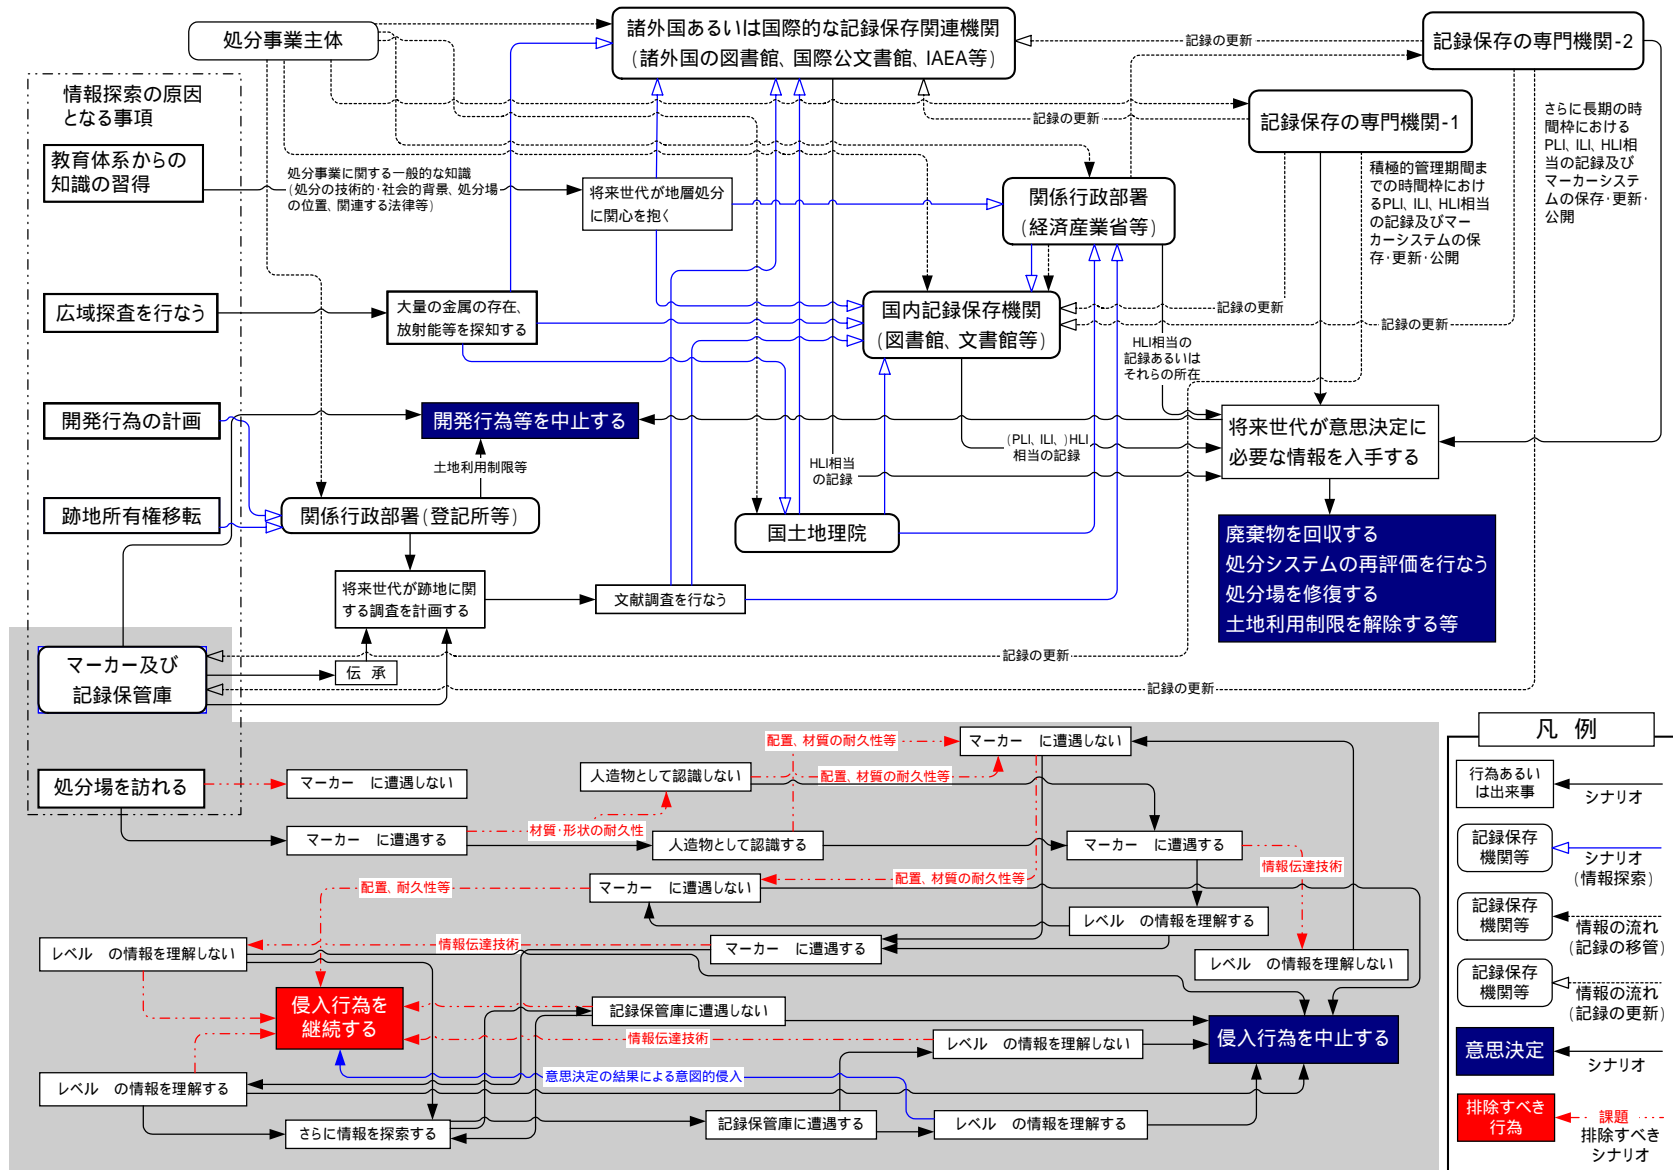 処分事業主体
諸外国あるいは国際的な記録保存関連機関
(諸外国の図書館、国際公文書館、IAEA等)
記録の更新
記録保存の専門機関-2
情報探索の原因
となる事項
記録保存の専門機関-1
記録の更新
さらに長期の時
間枠における
PLI、ILI、HLI相
当の記録及び
マーカーシステ
ムの保存・更新・
公開
教育体系からの
知識の習得
処分事業に関する一般的な知識
(処分の技術的・社会的背景、処分場
の位置、関連する法律等)
将来世代が地層処分
に関心を抱く
関係行政部署
(経済産業省等)
積極的管理期間ま
での時間枠におけ
るPLI、ILI、HLI相当
の記録及びマー
カーシステムの保
存・更新・公開
広域探査を行なう
大量の金属の存在、
放射能等を探知する
国内記録保存機関
(図書館、文書館等)
記録の更新
記録の更新
HLI相当の
記録あるいは
それらの所在
開発行為の計画
開発行為等を中止する
将来世代が意思決定に
必要な情報を入手する
(PLI、ILI、)HLI
相当の記録
土地利用制限等
HLI相当
の記録
跡地所有権移転
関係行政部署(登記所等)
国土地理院
廃棄物を回収する
処分システムの再評価を行なう
処分場を修復する
土地利用制限を解除する等
将来世代が跡地に関
する調査を計画する
文献調査を行なう
マーカー及び
記録保管庫
伝 承
記録の更新
記録の更新
処分場を訪れる
マーカー に遭遇しない
マーカー に遭遇する
材質・形状の耐久性
人造物として認識しない
人造物として認識する
配置、材質の耐久性等
配置、材質の耐久性等
マーカー に遭遇しない
マーカー に遭遇する
情報伝達技術
配置、耐久性等
マーカー に遭遇しない
配置、材質の耐久性等
レベル の情報を理解する
レベル の情報を理解しない
情報伝達技術
マーカー に遭遇する
レベル の情報を理解しない
侵入行為を
継続する
記録保管庫に遭遇しない
情報伝達技術
レベル の情報を理解しない
侵入行為を中止する
意思決定の結果による意図的侵入
レベル の情報を理解する
さらに情報を探索する
記録保管庫に遭遇する
レベル の情報を理解する
凡 例
行為あるい
は出来事
シナリオ
記録保存
機関等
シナリオ
(情報探索)
記録保存
機関等
情報の流れ
(記録の移管)
記録保存
機関等
情報の流れ
(記録の更新)
意思決定
シナリオ
排除すべき
行為
課題
排除すべき
シナリオ